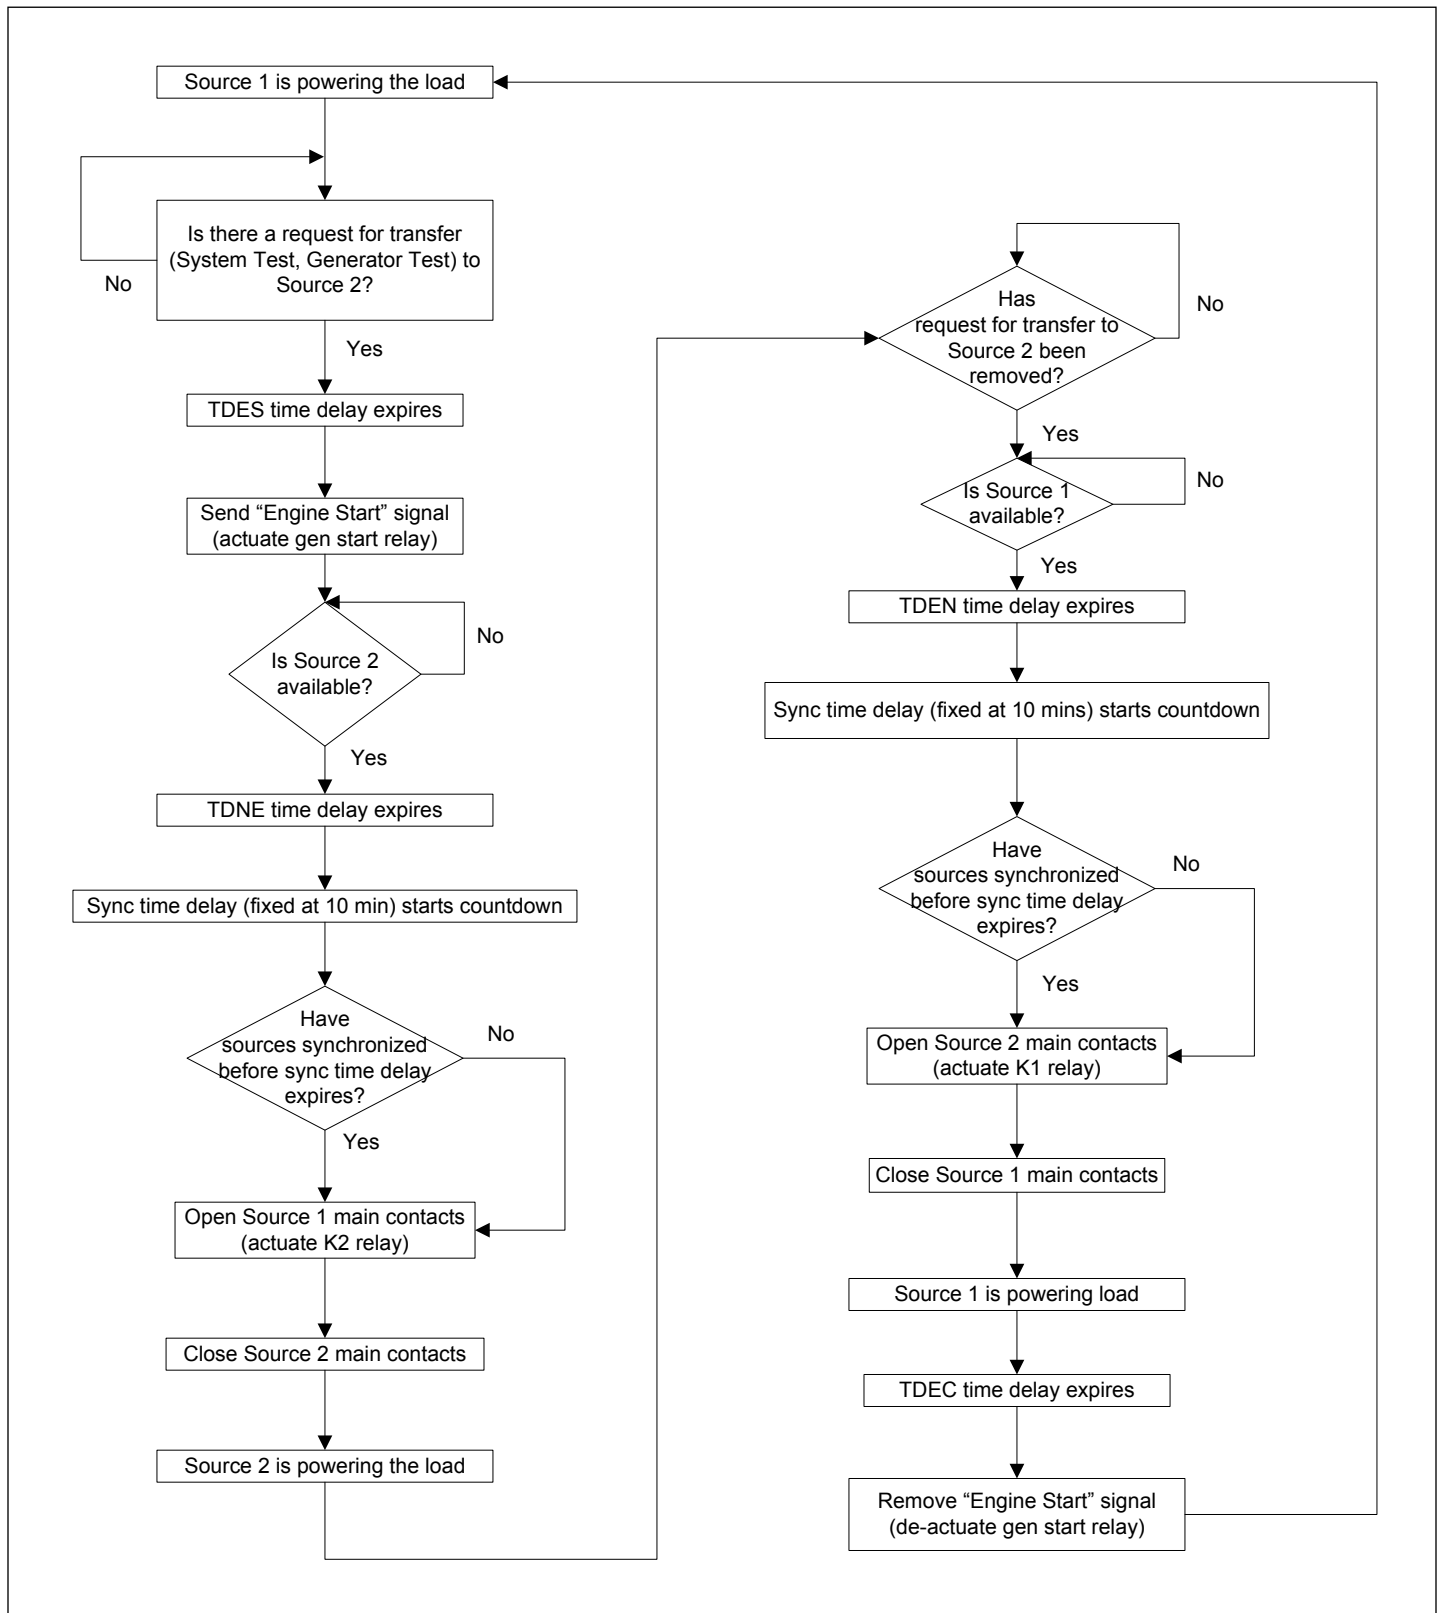 Source 1 is powering the load
Is there a request for transfer
(System Test, Generator Test) to
Source 2?
No
Yes
TDES time delay expires
Send “Engine Start” signal
(actuate gen start relay)
No
Is Source 2
available?
Yes
TDNE time delay expires
Sync time delay (fixed at 10 min) starts countdown
Have
sources synchronized
before sync time delay
expires?
No
Yes
Open Source 1 main contacts
(actuate K2 relay)
Close Source 2 main contacts
Source 2 is powering the load
Has
request for transfer to
Source 2 been
removed?
No
Yes
Is Source 1
available?
No
Yes
TDEN time delay expires
Sync time delay (fixed at 10 mins) starts countdown
Have
sources synchronized
before sync time delay
expires?
No
Yes
Open Source 2 main contacts
(actuate K1 relay)
Close Source 1 main contacts
Source 1 is powering load
TDEC time delay expires
Remove “Engine Start” signal
(de-actuate gen start relay)